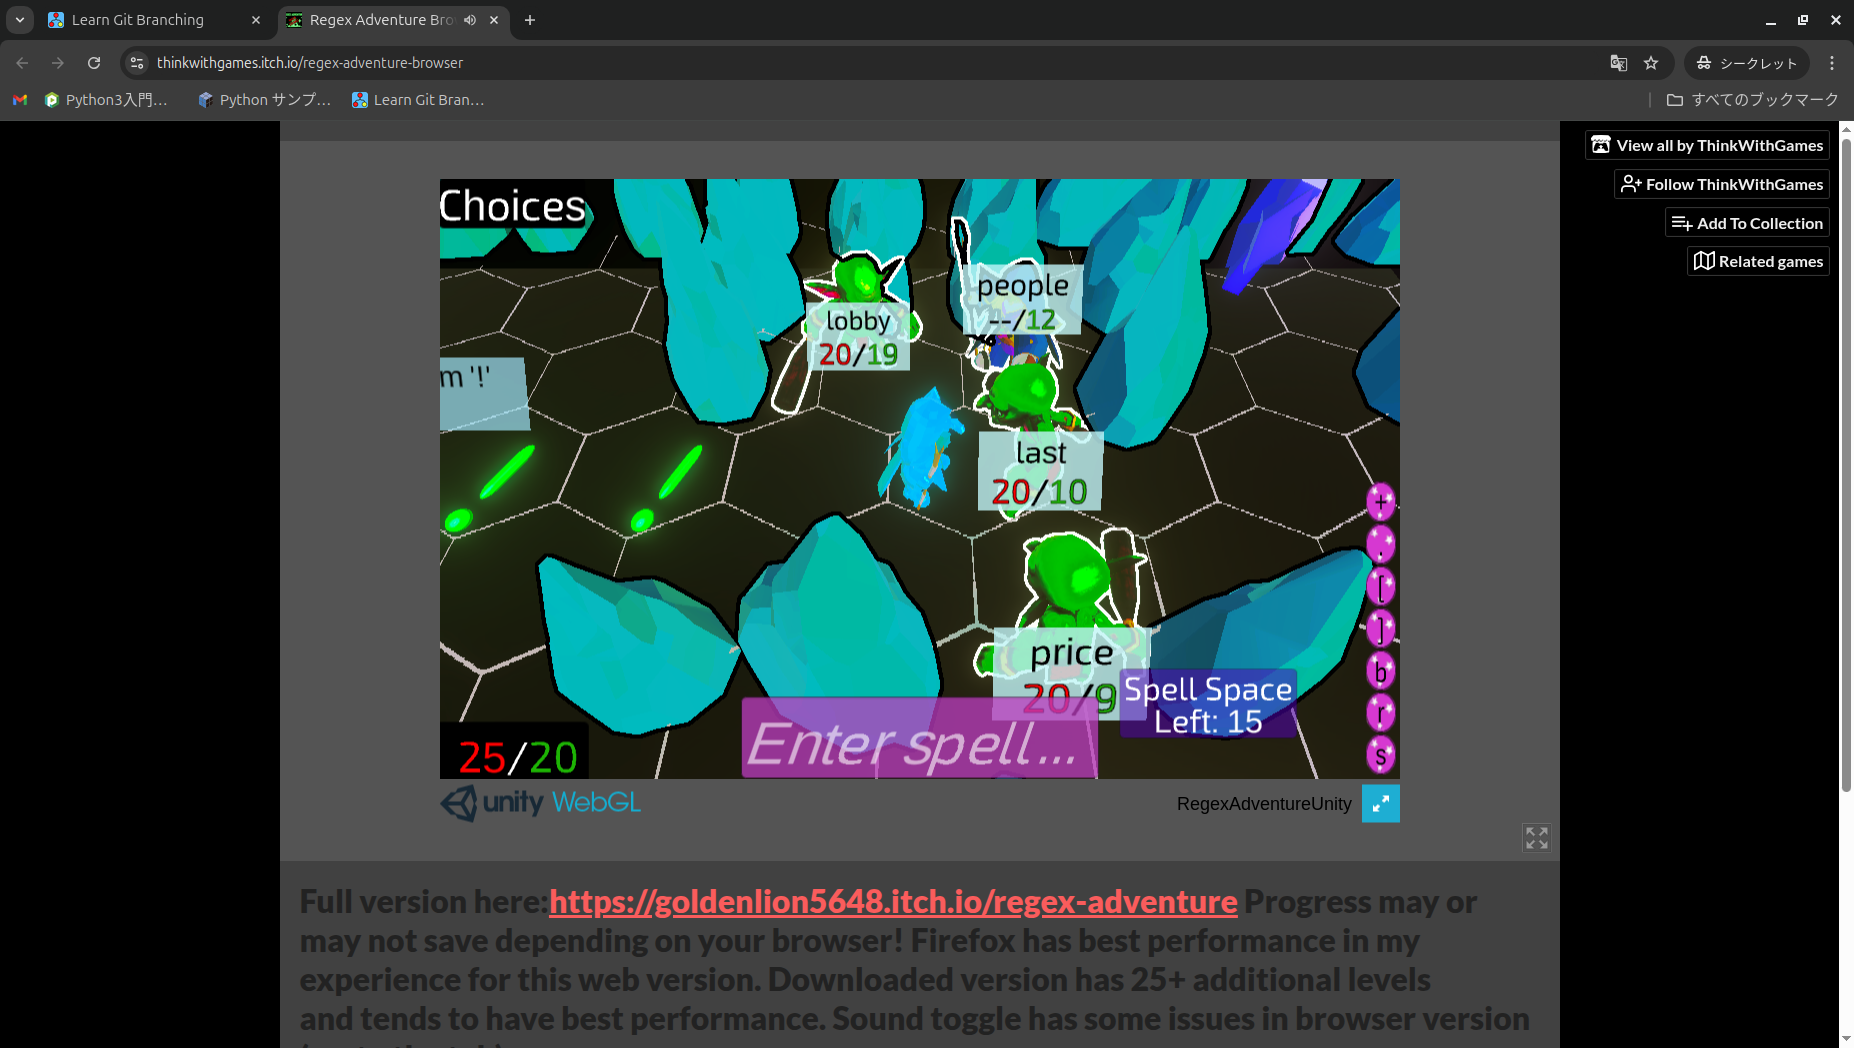 Learn Git Branching
Regex Adventure Bro
thinkwithgames.itch.io/regex-adventure-browser
シークレット
Python3入門…
Python サンプ…
Learn Git Bran…
すべてのブックマーク
View all by ThinkWithGames
Follow ThinkWithGames
Add To Collection
Related games
Choices
people
--/12
lobby
20/19
m '!'
last
20/10
+
.
[
]
b
r
s
price
20/9
Spell Space
Left: 15
Enter spell...
25/20
unity WebGL
RegexAdventureUnity
Full version here:https://goldenlion5648.itch.io/regex-adventure Progress may or
may not save depending on your browser! Firefox has best performance in my
experience for this web version. Downloaded version has 25+ additional levels
and tends to have best performance. Sound toggle has some issues in browser version